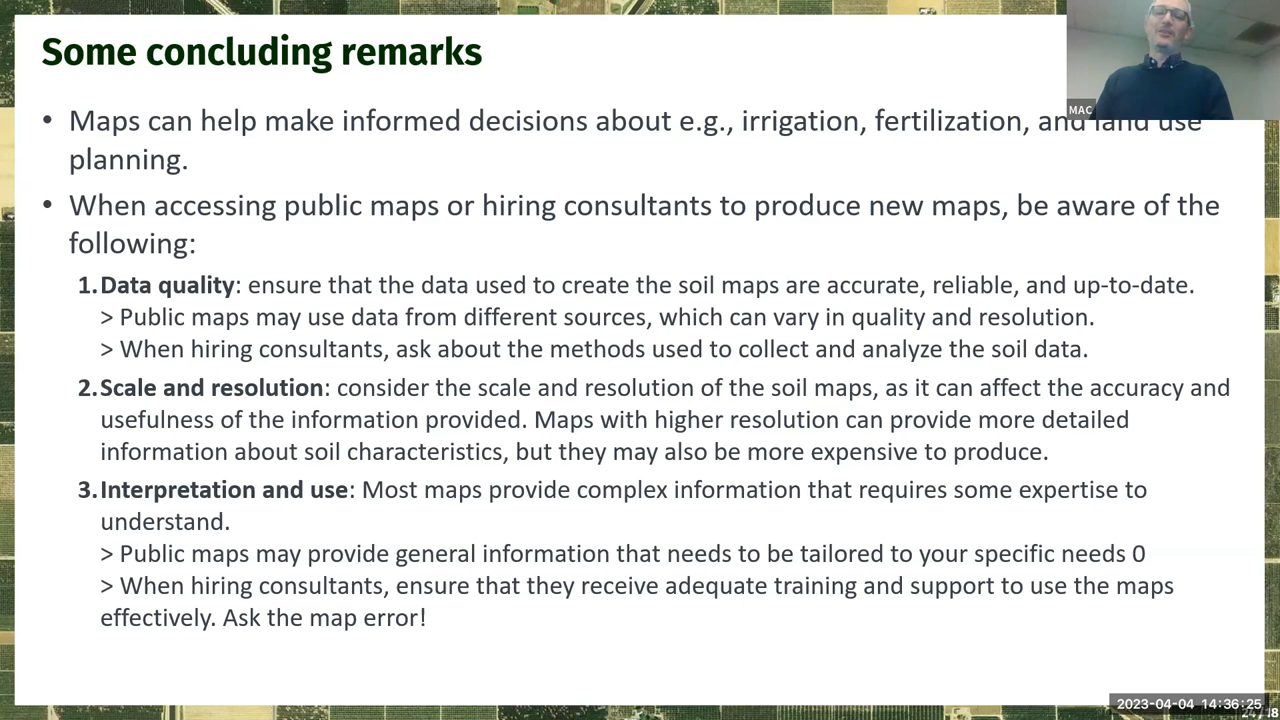 Some concluding remarks
MAC
• Maps can help make informed decisions about e.g., irrigation, fertilization, and land use
planning.
• When accessing public maps or hiring consultants to produce new maps, be aware of the
following:
1. Data quality: ensure that the data used to create the soil maps are accurate, reliable, and up-to-date.
> Public maps may use data from different sources, which can vary in quality and resolution.
> When hiring consultants, ask about the methods used to collect and analyze the soil data.
2. Scale and resolution: consider the scale and resolution of the soil maps, as it can affect the accuracy and
usefulness of the information provided. Maps with higher resolution can provide more detailed
information about soil characteristics, but they may also be more expensive to produce.
3. Interpretation and use: Most maps provide complex information that requires some expertise to
understand.
> Public maps may provide general information that needs to be tailored to your specific needs 0
> When hiring consultants, ensure that they receive adequate training and support to use the maps
effectively. Ask the map error!
2023-04-04 14:36:25